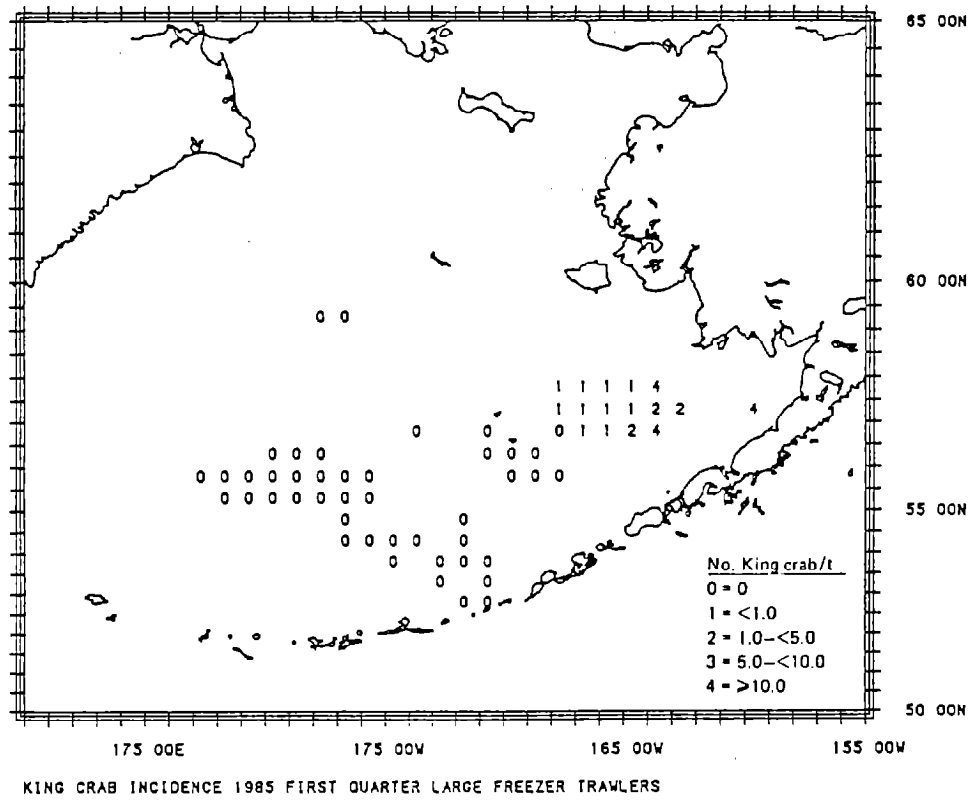 65 00N
60 00N
0 0
1 1 1 1 4
1 1 1 1 2 2 4
0 0 0 1 1 2 4
0 0 0 0 0 0
0 0 0 0 0 0 0 0 0 0 0
0 0 0 0 0 0 0
55 00N
0 0
0 0 0 0 0
0 0 0 0
0 0
0 0
No. King crab/t
0 = 0
1 = <1.0
2 = 1.0-<5.0
3 = 5.0-<10.0
4 = ⩾10.0
50 00N
175 00E 175 00W 165 00W 155 00W
KING CRAB INCIDENCE 1985 FIRST QUARTER LARGE FREEZER TRAWLERS